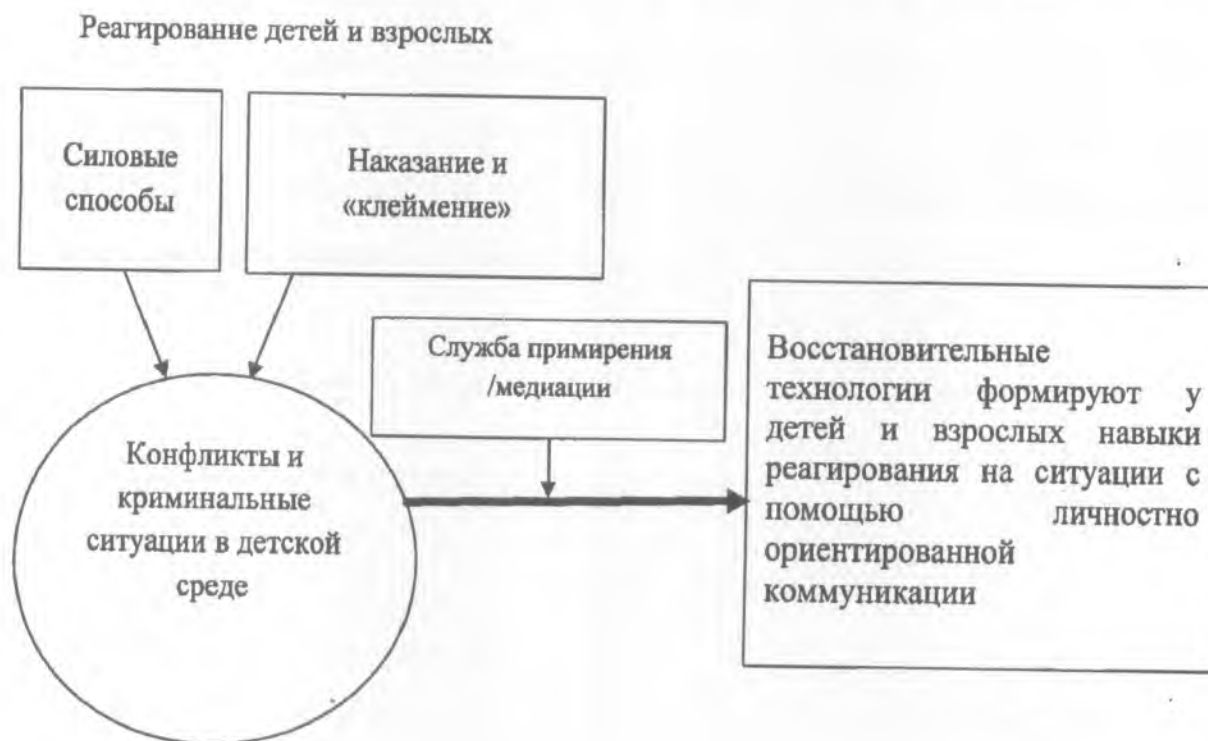 Реагирование детей и взрослых
Силовые
способы
Наказание и
«клеймение»
Служба примирения
/медиации
Конфликты и
криминальные
ситуации в детской
среде
Восстановительные
технологии формируют у
детей и взрослых навыки
реагирования на ситуации с
помощью личностно
ориентированной
коммуникации